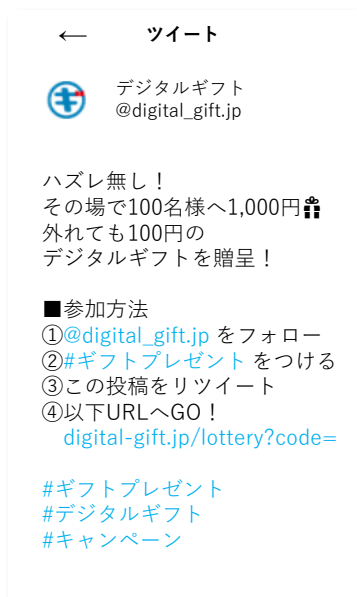 ← ツイート
ギ
デジタルギフト
@digital_gift.jp
ハズレ無し！
その場で100名様へ1,000円🎁
外れても100円の
デジタルギフトを贈呈！
■参加方法
①@digital_gift.jp をフォロー
②#ギフトプレゼント をつける
③この投稿をリツイート
④以下URLへGO！
digital-gift.jp/lottery?code=
#ギフトプレゼント
#デジタルギフト
#キャンペーン